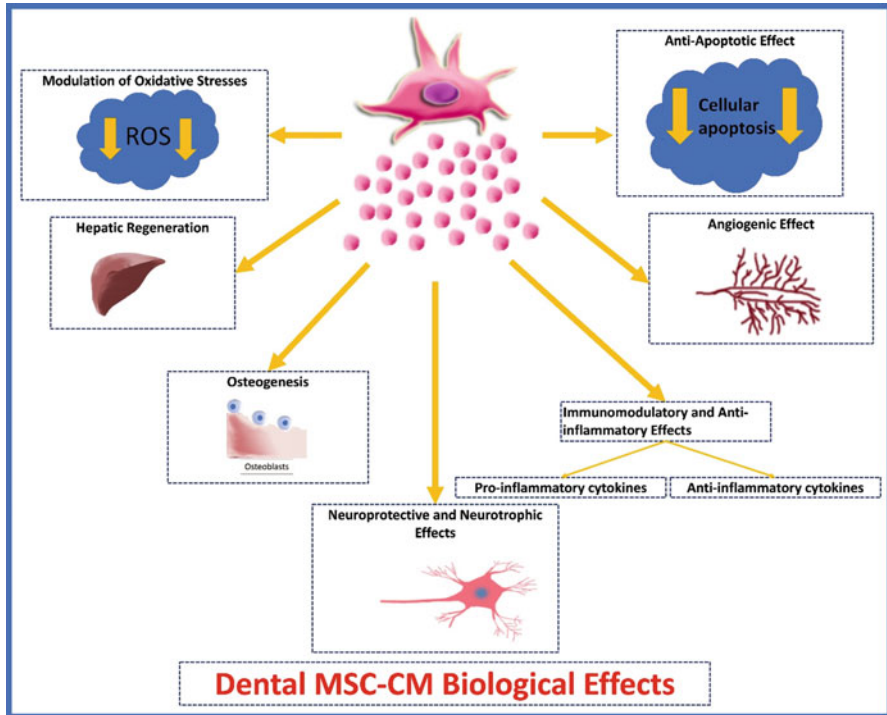 Modulation of Oxidative Stresses
ROS
Anti-Apoptotic Effect
Cellular
apoptosis
Hepatic Regeneration
Angiogenic Effect
Osteogenesis
Osteoblasts
Immunomodulatory and Anti-
inflammatory Effects
Pro-inflammatory cytokines
Anti-inflammatory cytokines
Neuroprotective and Neurotrophic
Effects
Dental MSC-CM Biological Effects